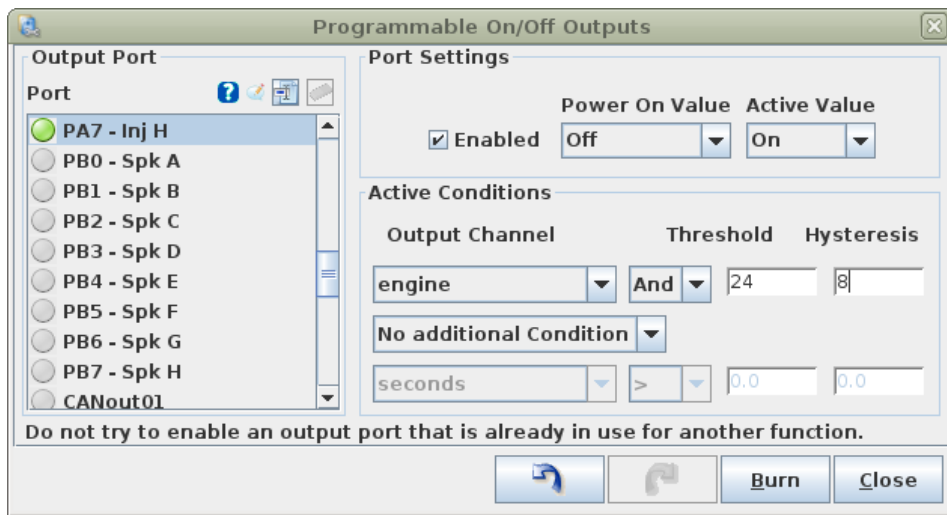 Programmable On/Off Outputs
Output Port
Port
PA7 - Inj H
PB0 - Spk A
PB1 - Spk B
PB2 - Spk C
PB3 - Spk D
PB4 - Spk E
PB5 - Spk F
PB6 - Spk G
PB7 - Spk H
CANout01
Port Settings
Power On Value Active Value
Enabled Off On
Active Conditions
Output Channel Threshold Hysteresis
engine And 24 8
No additional Condition
seconds > 0.0 0.0
Do not try to enable an output port that is already in use for another function.
Burn Close